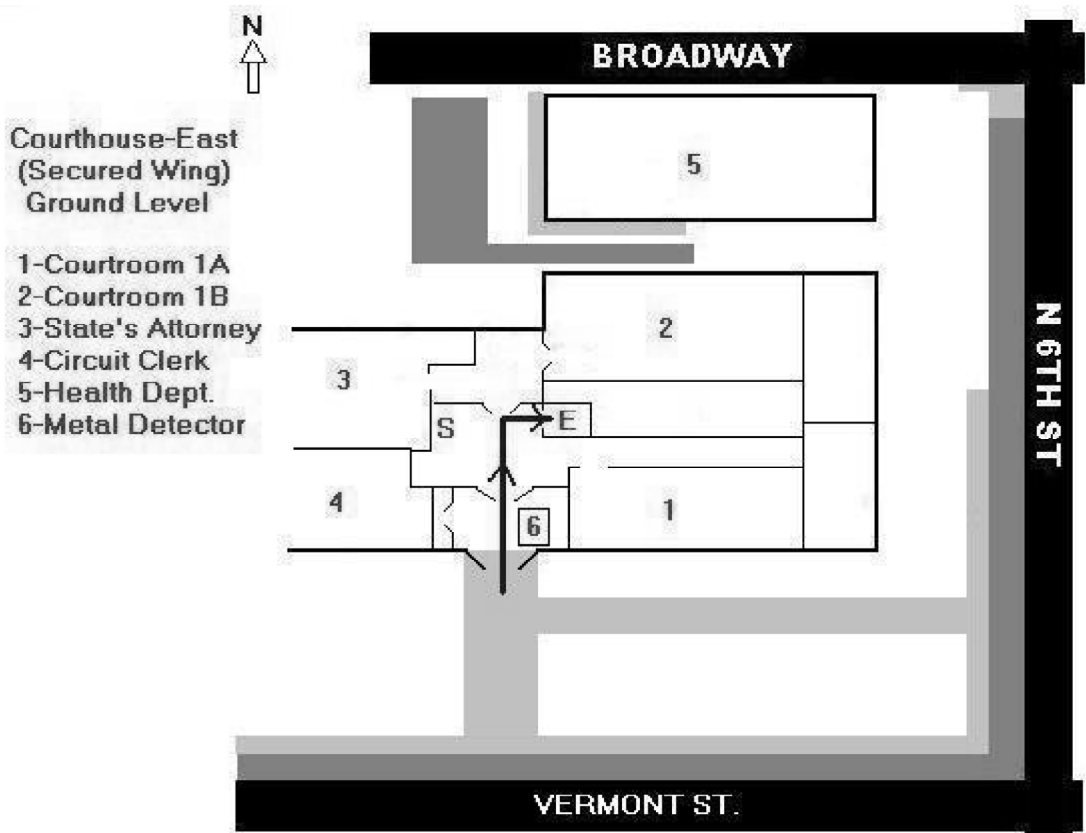 N
BROADWAY
Courthouse-East
(Secured Wing)
Ground Level
1-Courtroom 1A
2-Courtroom 1B
3-State's Attorney
4-Circuit Clerk
5-Health Dept.
6-Metal Detector
5
2
3
S
E
4
6
1
N 6TH ST
VERMONT ST.